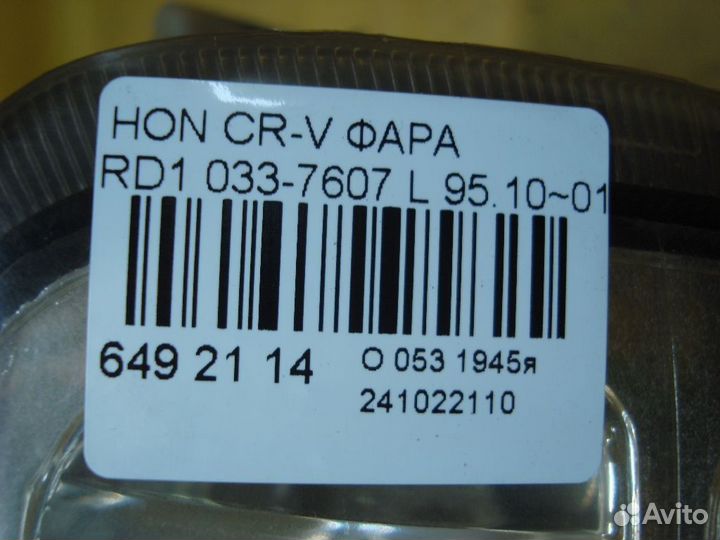 HON CR-V ФАРА
RD1 033-7607 L 95.10~01
649 21 14
О 053 1945я
241022110
Avito